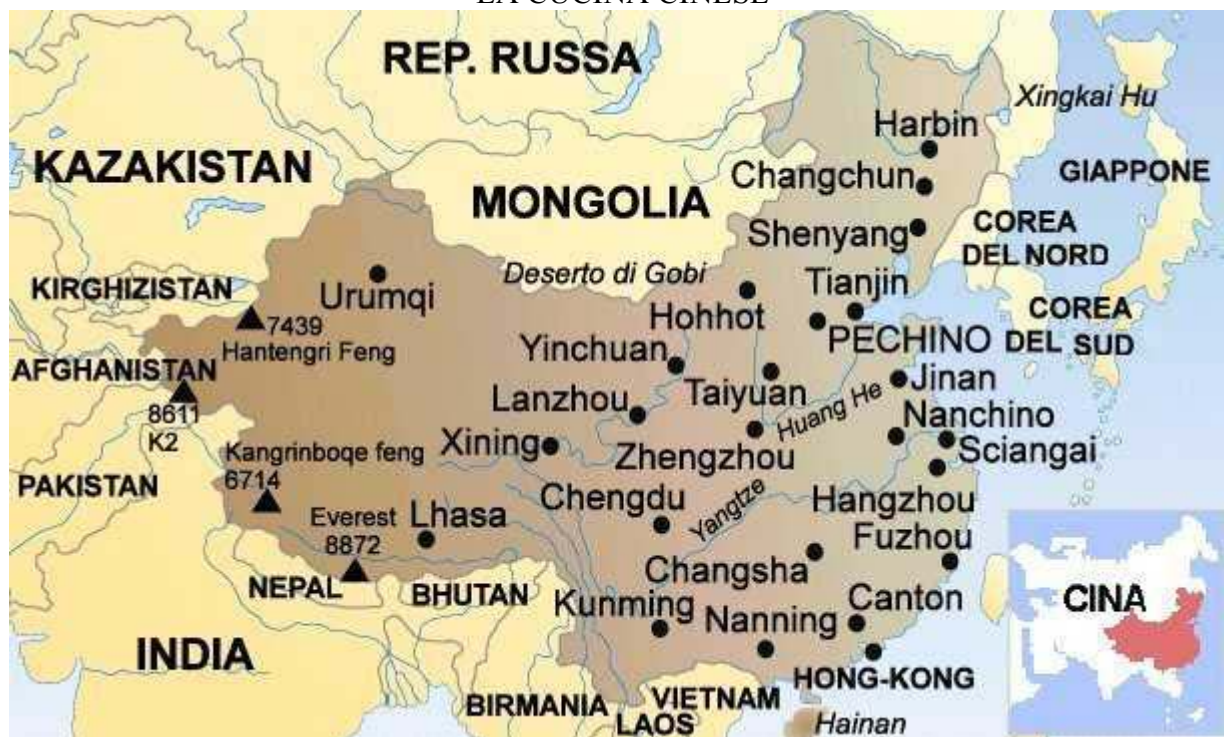 LA CUCINA CINESE
REP. RUSSA
Xingkai Hu
Harbin
KAZAKISTAN
Changchun
GIAPPONE
MONGOLIA
Shenyang
COREA
DEL NORD
Deserto di Gobi
Tianjin
KIRGHIZISTAN
Urumqi
Hohhot
COREA
DEL SUD
7439
Hantengri Feng
Yinchuan
PECHINO
AFGHANISTAN
Taiyuan
Jinan
8611
K2
Lanzhou
Huang He
Nanchino
Kangrinboqe feng
6714
Xining
Zhengzhou
Sciangai
PAKISTAN
Chengdu
Yangtze
Hangzhou
Everest
8872
Lhasa
Fuzhou
Changsha
NEPAL
BHUTAN
Kunming
Nanning
Canton
CINA
INDIA
HONG-KONG
BIRMANIA
VIETNAM
LAOS
Hainan